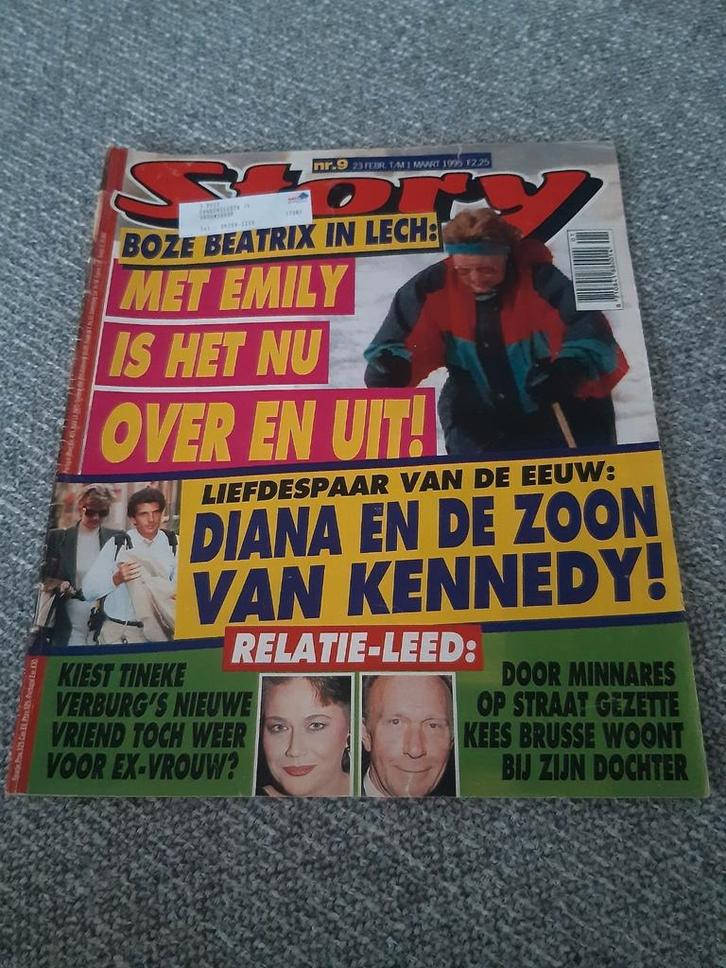 Story
nr.9 23 FEBR. T/M 1 MAART 1995 F2,25
BOZE BEATRIX IN LECH:
MET EMILY
IS HET NU
OVER EN UIT!
LIEFDESPAAR VAN DE EEUW:
DIANA EN DE ZOON
VAN KENNEDY!
RELATIE-LEED:
KIEST TINEKE
VERBURG'S NIEUWE
VRIEND TOCH WEER
VOOR EX-VROUW?
DOOR MINNARES
OP STRAAT GEZETTE
KEES BRUSSE WOONT
BIJ ZIJN DOCHTER